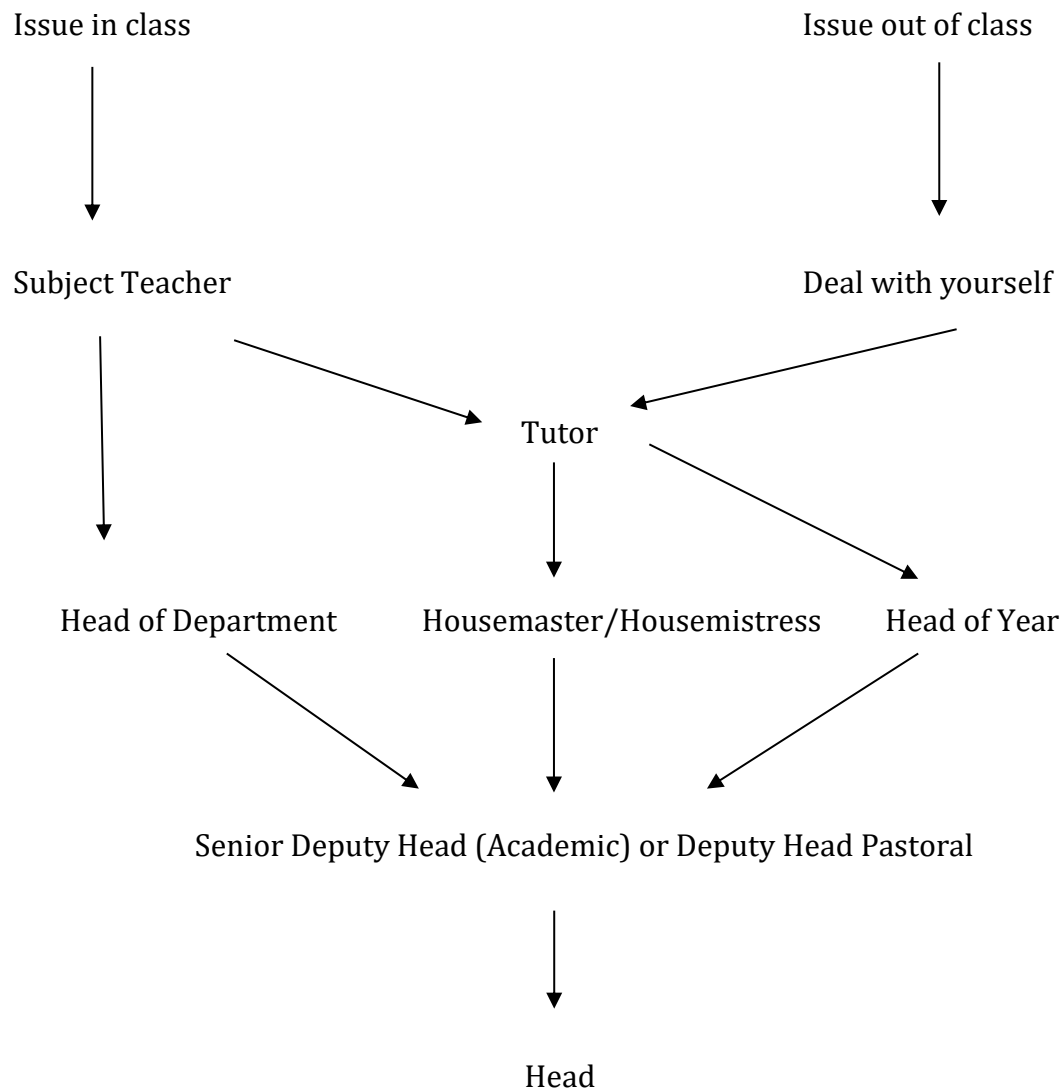 Issue in class
Issue out of class
Subject Teacher
Deal with yourself
Tutor
Head of Department
Housemaster/Housemistress
Head of Year
Senior Deputy Head (Academic) or Deputy Head Pastoral
Head